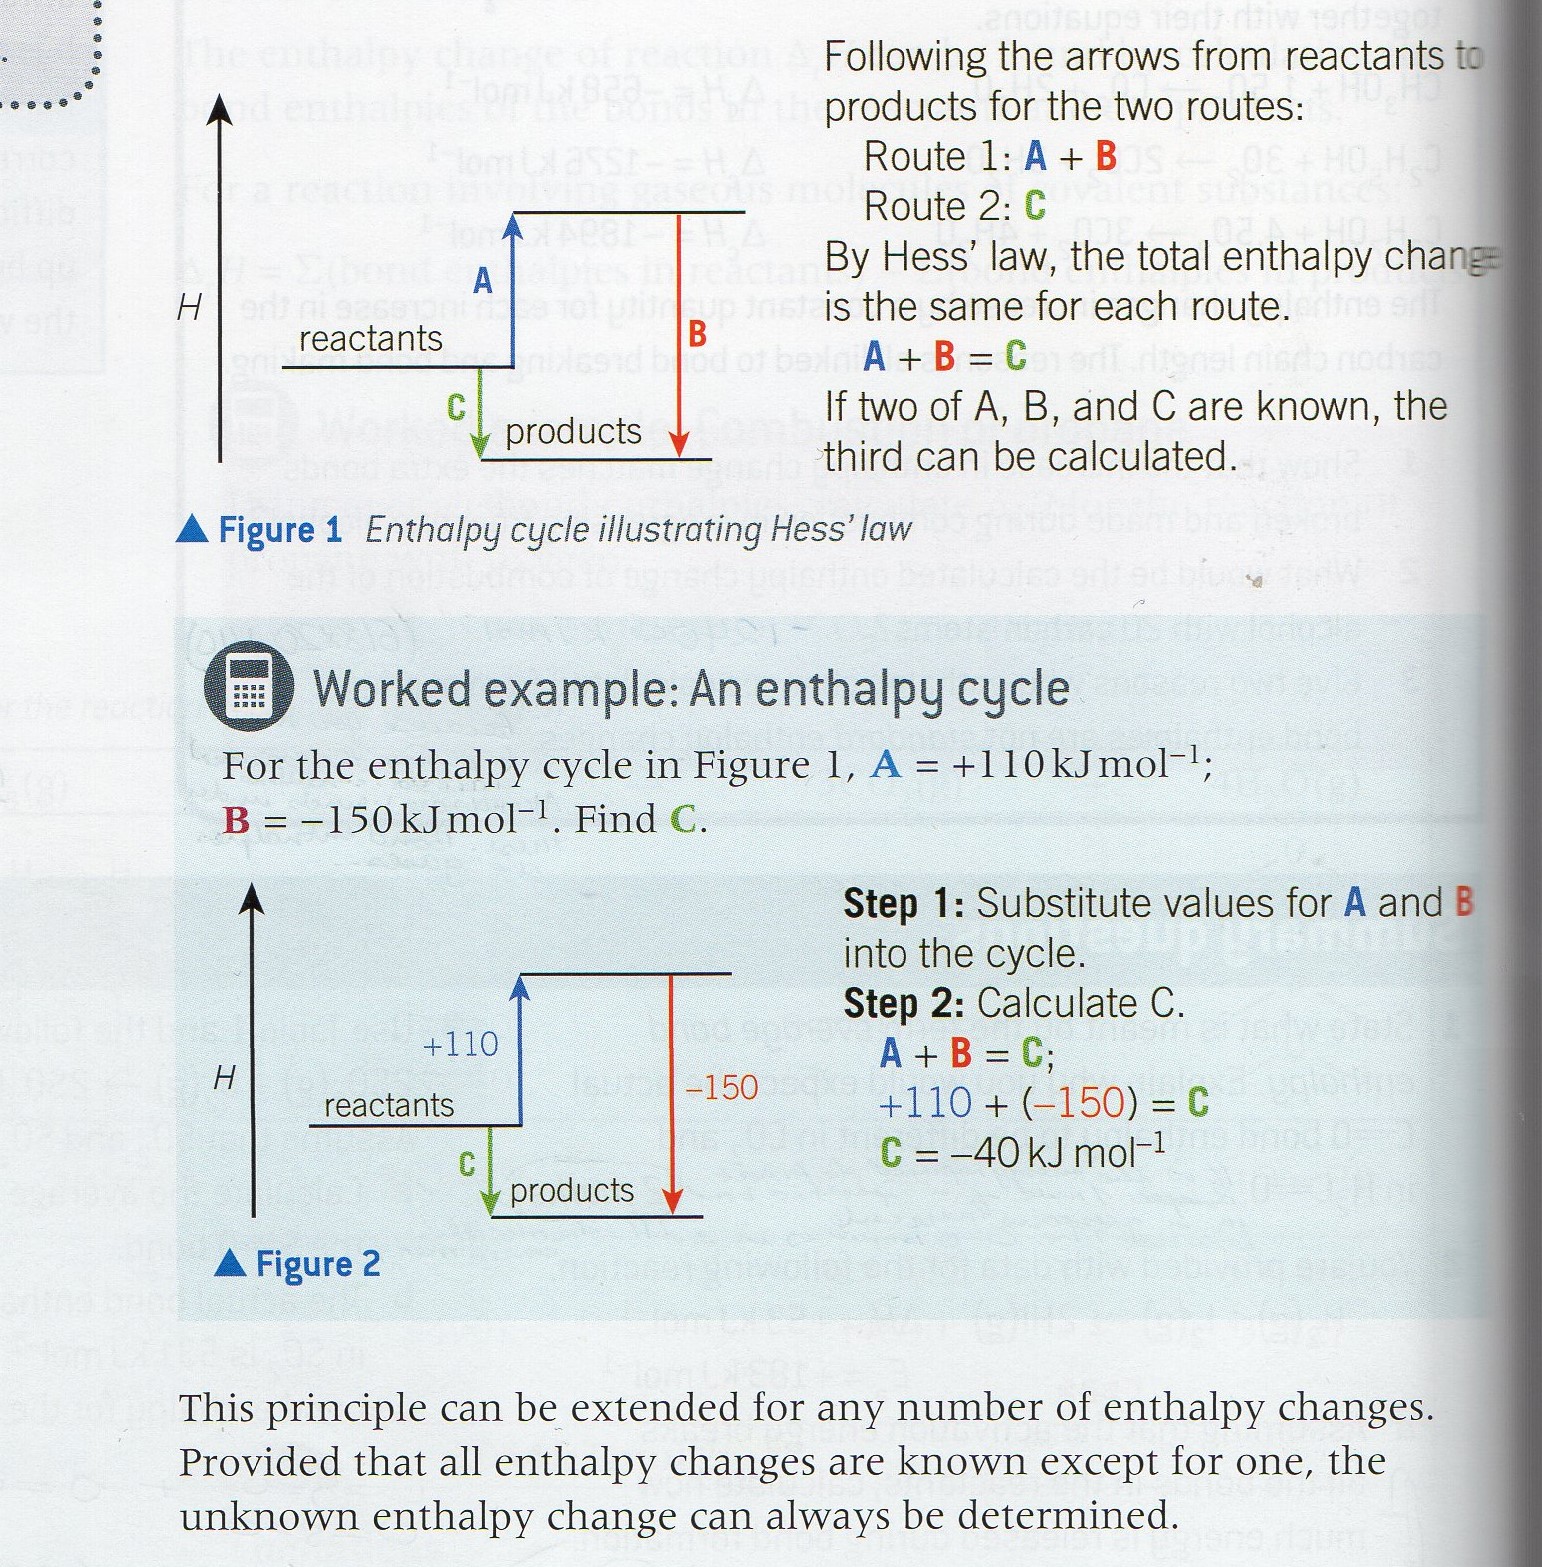 Following the arrows from reactants to
products for the two routes:
Route 1: A + B
Route 2: C
By Hess' law, the total enthalpy change
is the same for each route.
A + B = C
If two of A, B, and C are known, the
third can be calculated.
H
A
reactants
B
C
products
▲ Figure 1 Enthalpy cycle illustrating Hess' law
Worked example: An enthalpy cycle
For the enthalpy cycle in Figure 1, A = +110 kJ mol⁻¹;
B = −150 kJ mol⁻¹. Find C.
H
+110
reactants
−150
C
products
Step 1: Substitute values for A and B
into the cycle.
Step 2: Calculate C.
A + B = C;
+110 + (−150) = C
C = −40 kJ mol⁻¹
▲ Figure 2
This principle can be extended for any number of enthalpy changes.
Provided that all enthalpy changes are known except for one, the
unknown enthalpy change can always be determined.